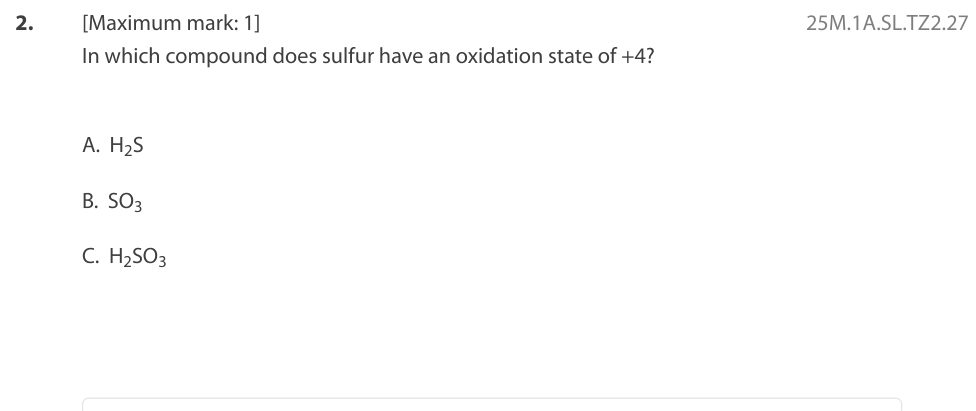 2. [Maximum mark: 1] 25M.1A.SL.TZ2.27
In which compound does sulfur have an oxidation state of +4?
A. H₂S
B. SO₃
C. H₂SO₃